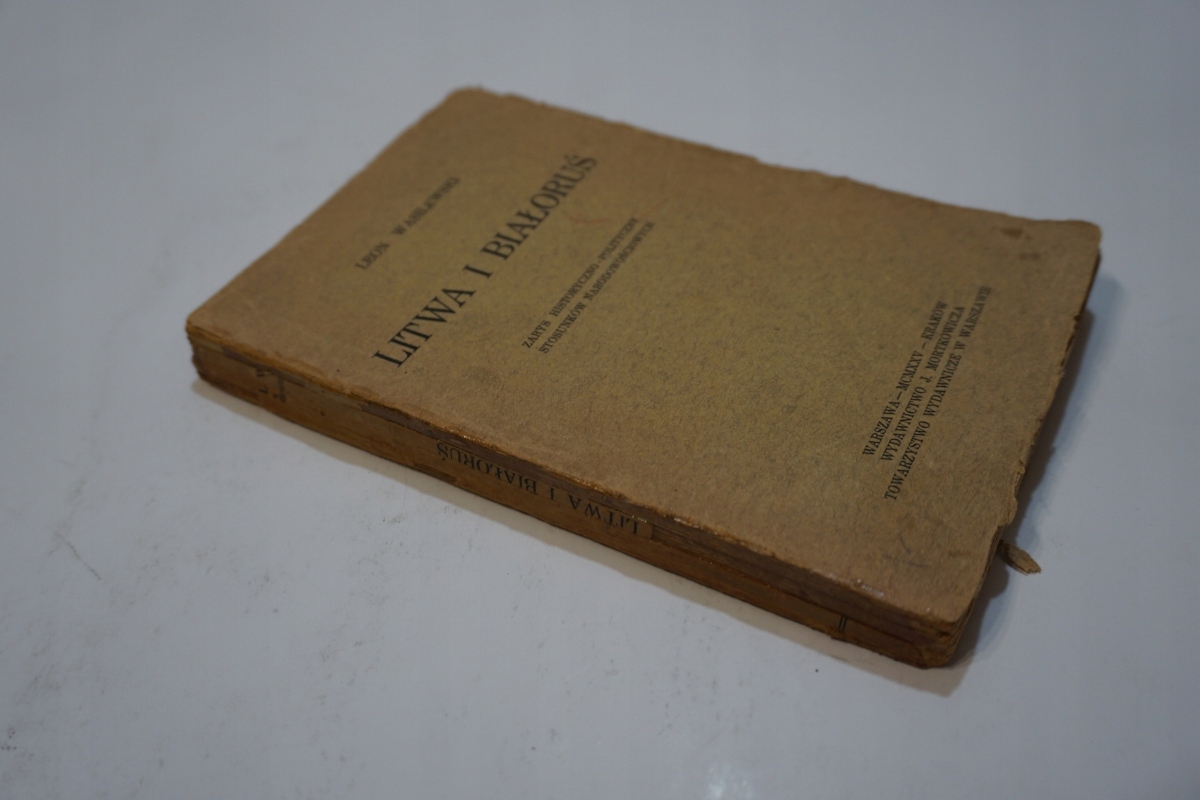 LEON WASILEWSKI
LITWA I BIAŁORUŚ
ZARYS HISTORYCZNO-POLITYCZNY
STOSUNKÓW NARODOWOŚCIOWYCH
WARSZAWA—MCMXXV—KRAKÓW
WYDAWNICTWO J. MORTKOWICZA
TOWARZYSTWO WYDAWNICZE W WARSZAWIE
LITWA I BIAŁORUŚ